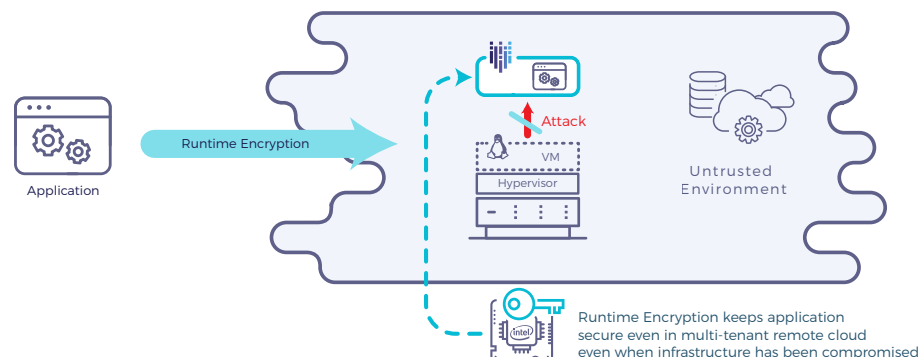 Attack
Runtime Encryption
VM
Untrusted
Environment
Hypervisor
Application
intel
Runtime Encryption keeps application
secure even in multi-tenant remote cloud
even when infrastructure has been compromised